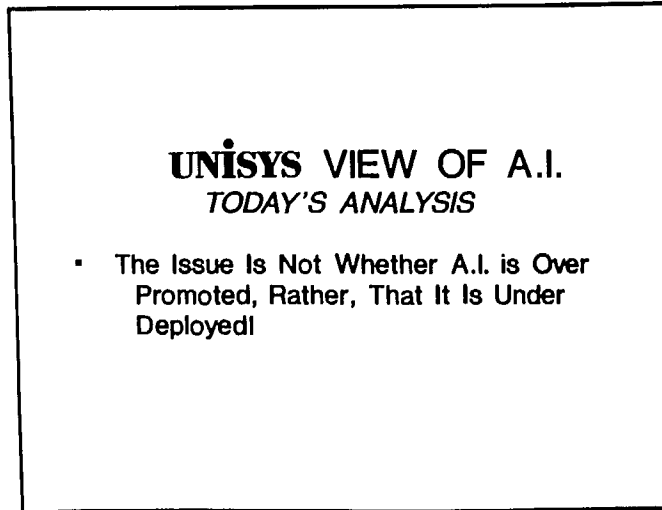 UNiSYS VIEW OF A.I.
TODAY'S ANALYSIS
▪ The Issue Is Not Whether A.I. is Over
Promoted, Rather, That It Is Under
Deployed!